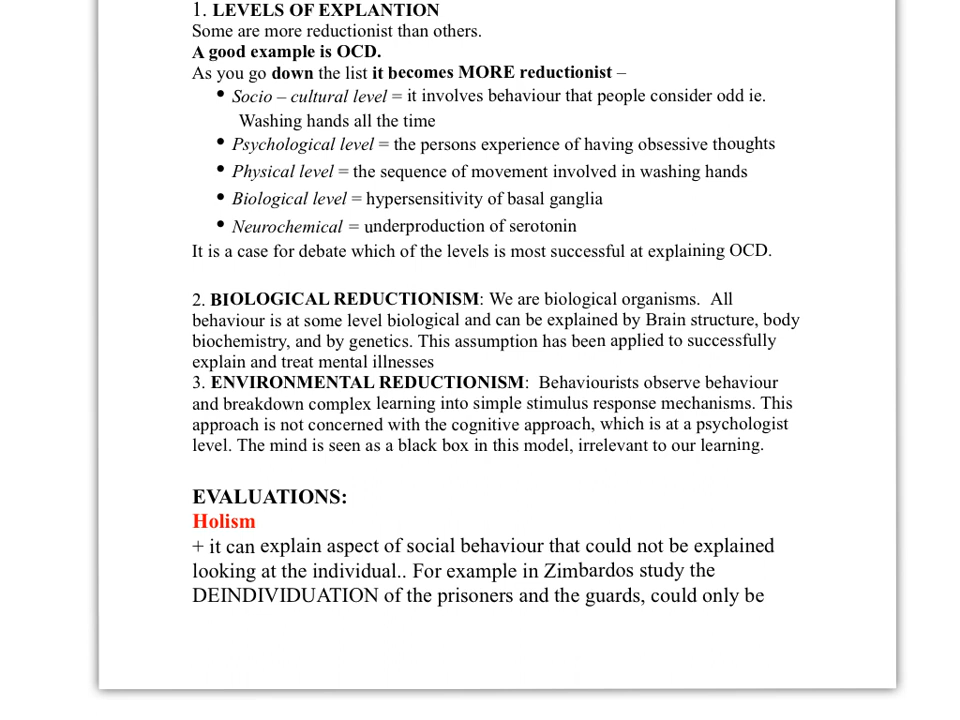 1. LEVELS OF EXPLANTION
Some are more reductionist than others.
A good example is OCD.
As you go down the list it becomes MORE reductionist –
• Socio – cultural level = it involves behaviour that people consider odd ie.
Washing hands all the time
• Psychological level = the persons experience of having obsessive thoughts
• Physical level = the sequence of movement involved in washing hands
• Biological level = hypersensitivity of basal ganglia
• Neurochemical = underproduction of serotonin
It is a case for debate which of the levels is most successful at explaining OCD.
2. BIOLOGICAL REDUCTIONISM: We are biological organisms. All
behaviour is at some level biological and can be explained by Brain structure, body
biochemistry, and by genetics. This assumption has been applied to successfully
explain and treat mental illnesses
3. ENVIRONMENTAL REDUCTIONISM: Behaviourists observe behaviour
and breakdown complex learning into simple stimulus response mechanisms. This
approach is not concerned with the cognitive approach, which is at a psychologist
level. The mind is seen as a black box in this model, irrelevant to our learning.
EVALUATIONS:
Holism
+ it can explain aspect of social behaviour that could not be explained
looking at the individual.. For example in Zimbardos study the
DEINDIVIDUATION of the prisoners and the guards, could only be